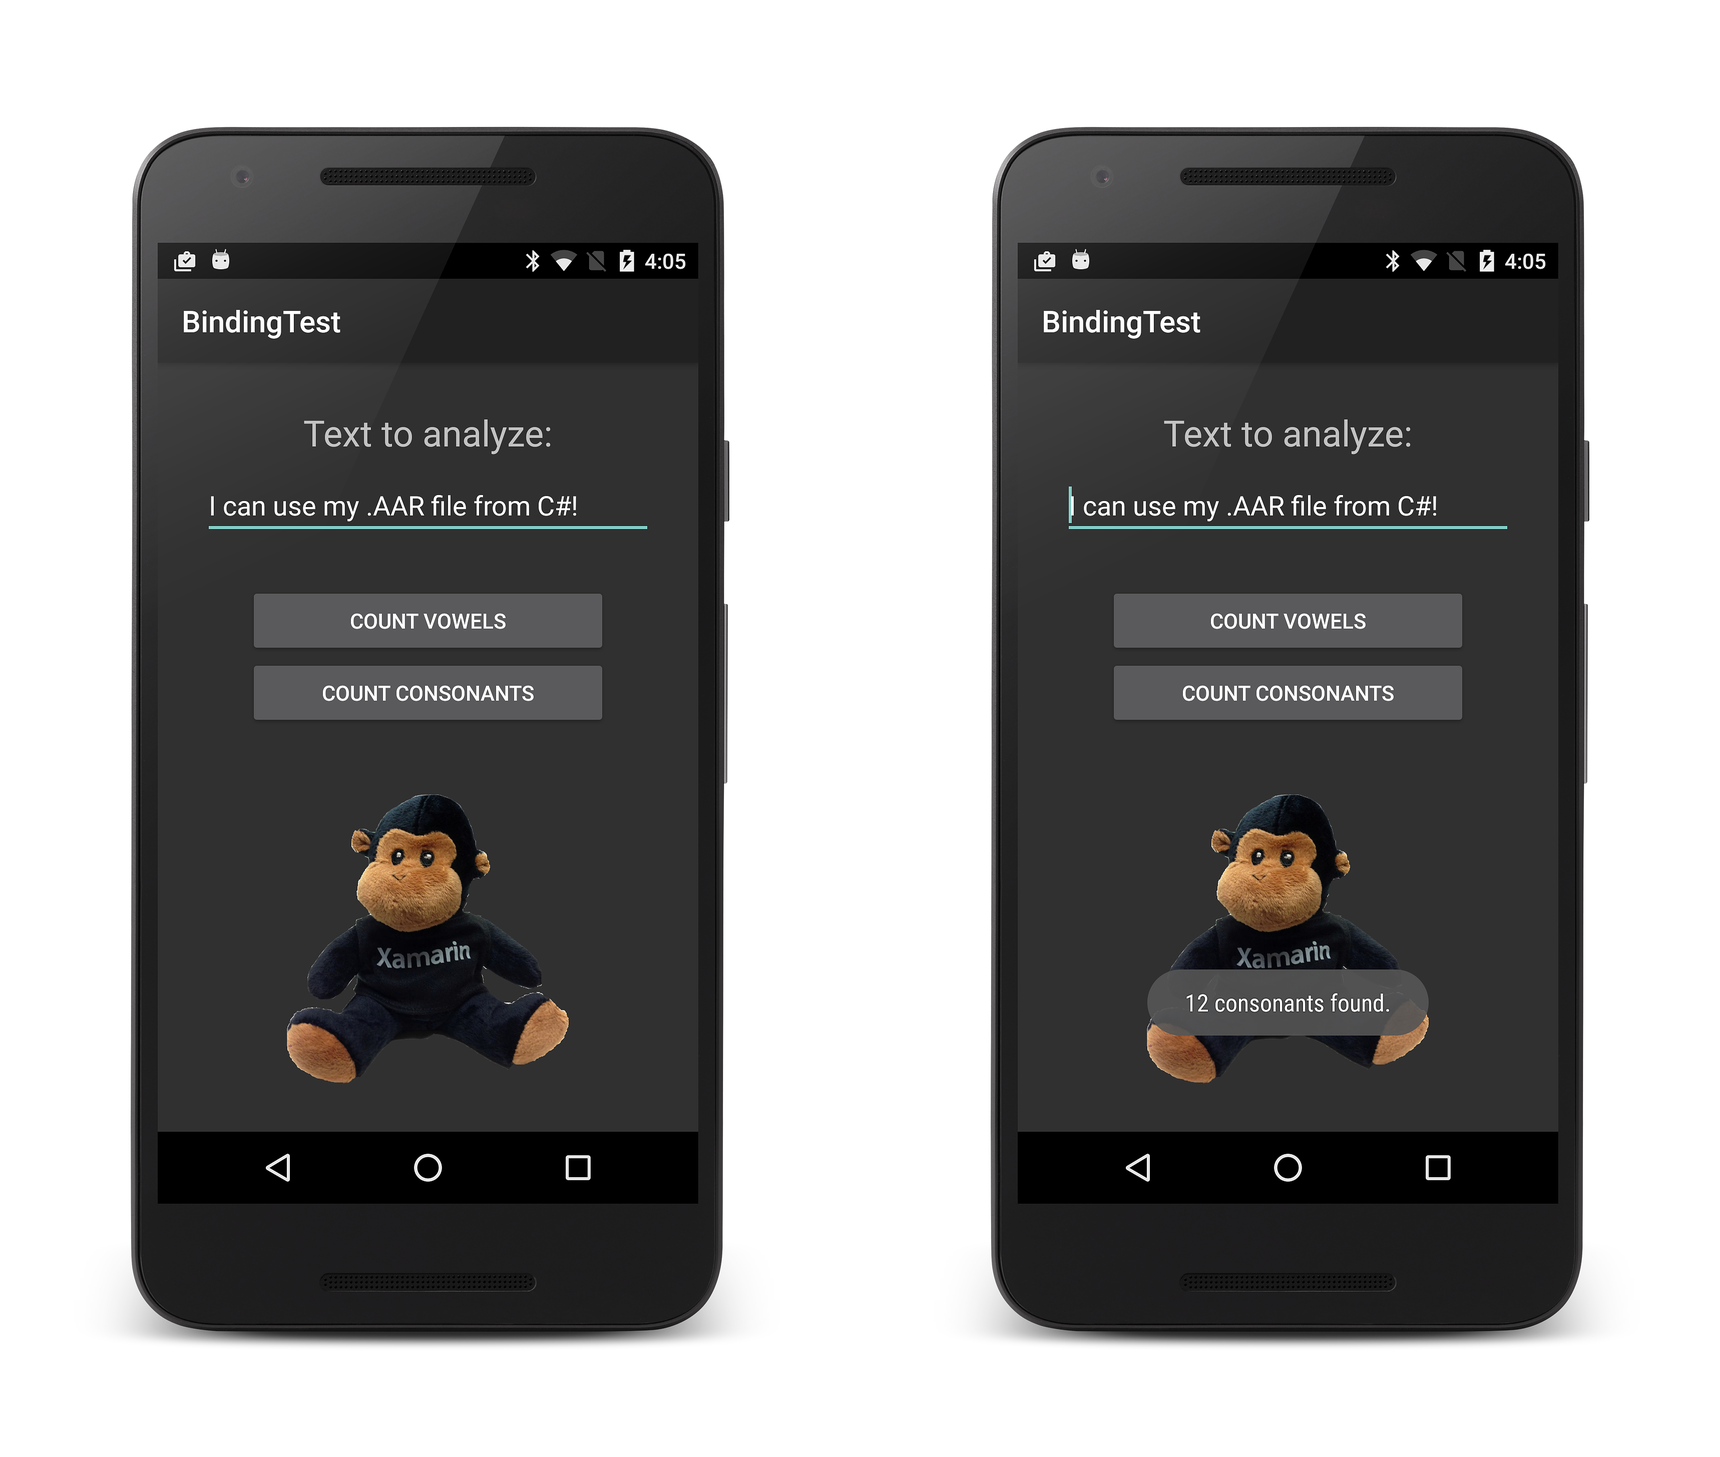 4:05
BindingTest
Text to analyze:
I can use my .AAR file from C#!
COUNT VOWELS
COUNT CONSONANTS
Xamarin
4:05
BindingTest
Text to analyze:
I can use my .AAR file from C#!
COUNT VOWELS
COUNT CONSONANTS
Xamarin
12 consonants found.